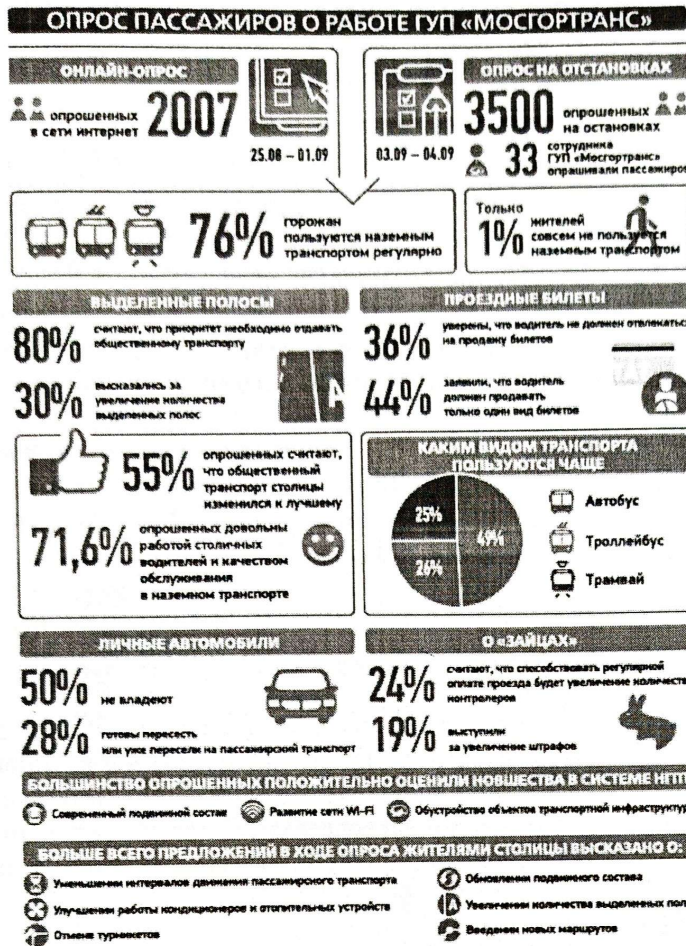 ОПРОС ПАССАЖИРОВ О РАБОТЕ ГУП «МОСГОРТРАНС»
ОНЛАЙН-ОПРОС
опрошенных
в сети интернет
2007
25.08 – 01.09
ОПРОС НА ОТСТАНОВКАХ
03.09 – 04.09
3500
опрошенных
на остановках
33
сотрудника
ГУП «Мосгортранс»
опрашивали пассажиров
76%
горожан
пользуются наземным
транспортом регулярно
Только
1%
жителей
совсем не пользуется
наземным транспортом
ВЫДЕЛЕННЫЕ ПОЛОСЫ
80%
считают, что приоритет необходимо отдавать
общественному транспорту
30%
высказались за
увеличение количества
выделенных полос
А
ПРОЕЗДНЫЕ БИЛЕТЫ
36%
уверены, что водитель не должен отвлекаться
на продажу билетов
44%
заявили, что водитель
должен продавать
только один вид билетов
55%
опрошенных считают,
что общественный
транспорт столицы
изменился к лучшему
71,6%
опрошенных довольны
работой столичных
водителей и качеством
обслуживания
в наземном транспорте
КАКИМ ВИДОМ ТРАНСПОРТА
ПОЛЬЗУЮТСЯ ЧАЩЕ
25%
49%
26%
Автобус
Троллейбус
Трамвай
ЛИЧНЫЕ АВТОМОБИЛИ
50%
не владеют
28%
готовы пересесть
или уже пересели на пассажирский транспорт
О «ЗАЙЦАХ»
24%
считают, что способствовать регулярной
оплате проезда будет увеличение количеств
контролеров
19%
выступили
за увеличение штрафов
БОЛЬШИНСТВО ОПРОШЕННЫХ ПОЛОЖИТЕЛЬНО ОЦЕНИЛИ НОВШЕСТВА В СИСТЕМЕ НГПТ
Современный подвижной состав
Развитие сети Wi-Fi
Обустройство объектов транспортной инфраструктур
БОЛЬШЕ ВСЕГО ПРЕДЛОЖЕНИЙ В ХОДЕ ОПРОСА ЖИТЕЛЯМИ СТОЛИЦЫ ВЫСКАЗАНО О:
Уменьшении интервалов движения пассажирского транспорта
Улучшении работы кондиционеров и отопительных устройств
Отмене турникетов
Обновлении подвижного состава
Увеличении количества выделенных пол
Введении новых маршрутов